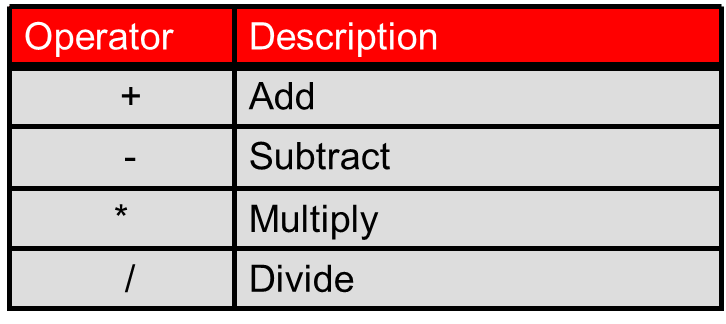 Operator Description
+ Add
- Subtract
* Multiply
/ Divide